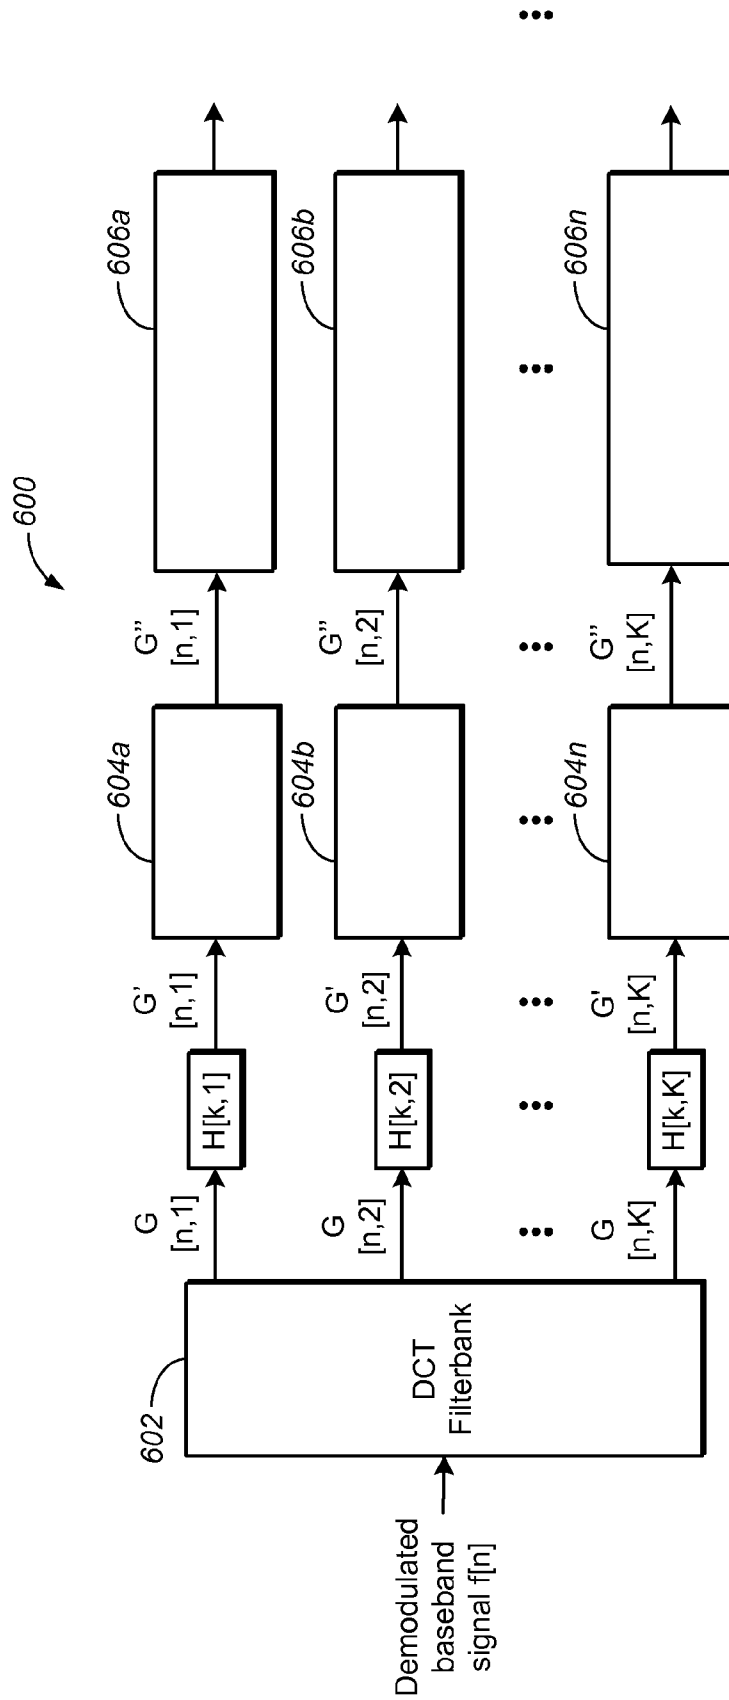 600
Demodulated
baseband
signal f[n]
602
DCT
Filterbank
G
[n,1]
H[k,1]
G'
[n,1]
604a
G"
[n,1]
606a
G
[n,2]
H[k,2]
G'
[n,2]
604b
G"
[n,2]
606b
...
...
...
...
...
...
...
G
[n,K]
H[k,K]
G'
[n,K]
604n
G"
[n,K]
606n